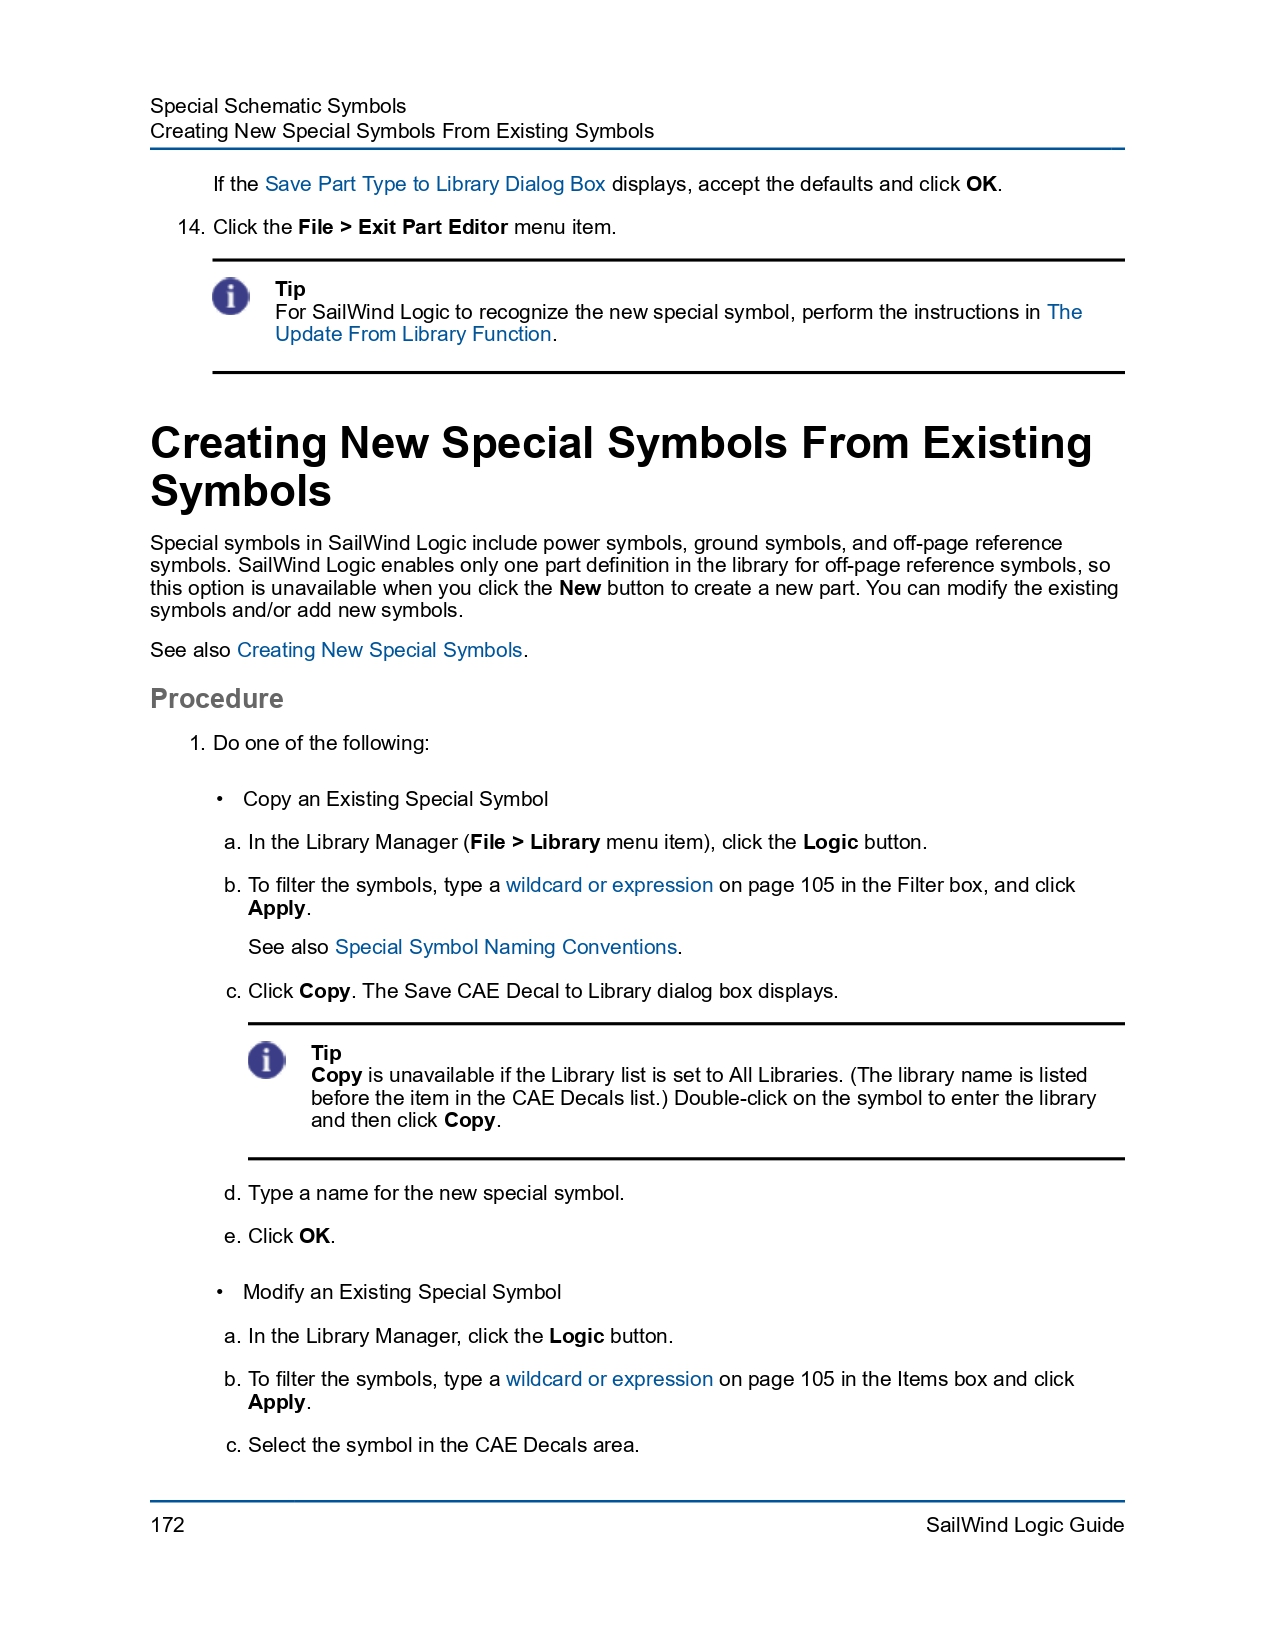 Special Schematic Symbols
Creating New Special Symbols From Existing Symbols
If the Save Part Type to Library Dialog Box displays, accept the defaults and click OK.
14. Click the File > Exit Part Editor menu item.
Tip
For SailWind Logic to recognize the new special symbol, perform the instructions in The
Update From Library Function.
Creating New Special Symbols From Existing
Symbols
Special symbols in SailWind Logic include power symbols, ground symbols, and off-page reference
symbols. SailWind Logic enables only one part definition in the library for off-page reference symbols, so
this option is unavailable when you click the New button to create a new part. You can modify the existing
symbols and/or add new symbols.
See also Creating New Special Symbols.
Procedure
1. Do one of the following:
• Copy an Existing Special Symbol
a. In the Library Manager (File > Library menu item), click the Logic button.
b. To filter the symbols, type a wildcard or expression on page 105 in the Filter box, and click
Apply.
See also Special Symbol Naming Conventions.
c. Click Copy. The Save CAE Decal to Library dialog box displays.
Tip
Copy is unavailable if the Library list is set to All Libraries. (The library name is listed
before the item in the CAE Decals list.) Double-click on the symbol to enter the library
and then click Copy.
d. Type a name for the new special symbol.
e. Click OK.
• Modify an Existing Special Symbol
a. In the Library Manager, click the Logic button.
b. To filter the symbols, type a wildcard or expression on page 105 in the Items box and click
Apply.
c. Select the symbol in the CAE Decals area.
172
SailWind Logic Guide